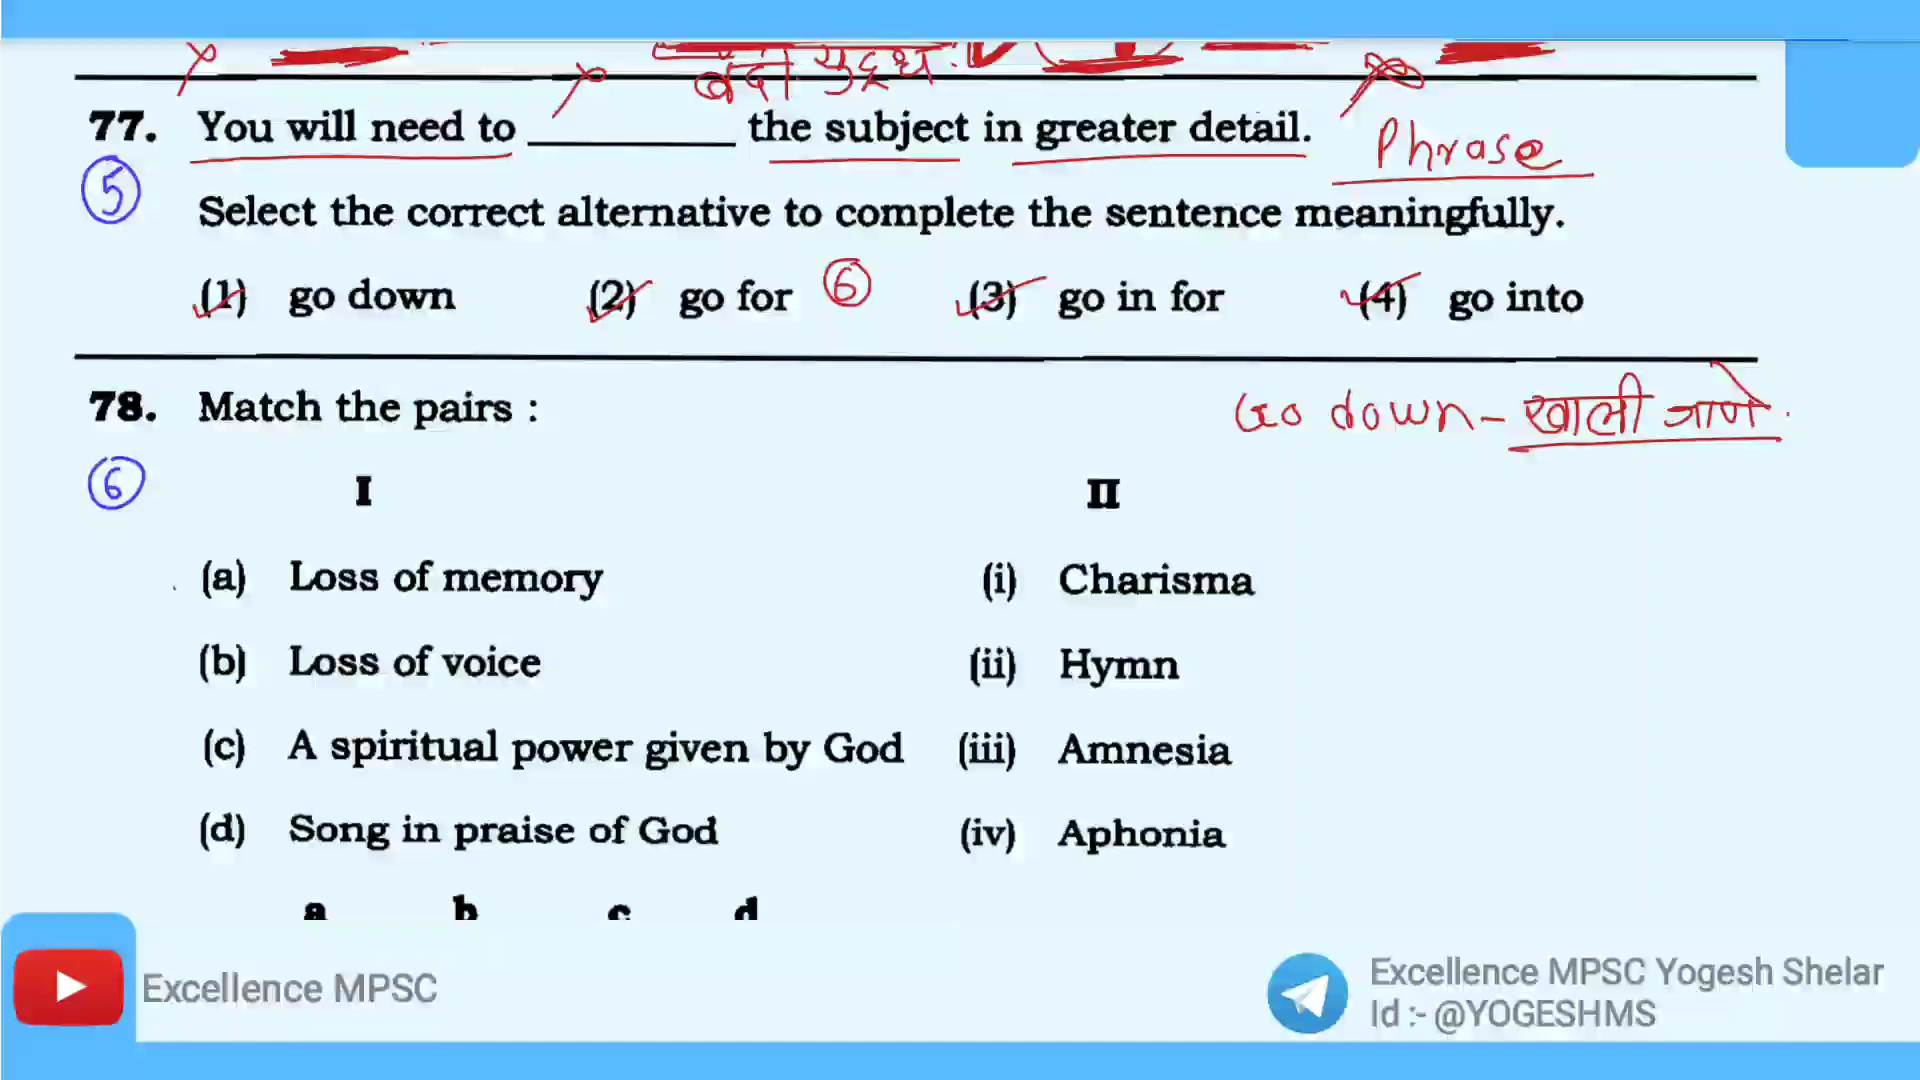 77. You will need to __________ the subject in greater detail.
Phrase
5
Select the correct alternative to complete the sentence meaningfully.
(1) go down (2) go for 6 (3) go in for (4) go into
78. Match the pairs :
Go down - खाली जाणे.
6
I II
(a) Loss of memory (i) Charisma
(b) Loss of voice (ii) Hymn
(c) A spiritual power given by God (iii) Amnesia
(d) Song in praise of God (iv) Aphonia
a b c d
Excellence MPSC
Excellence MPSC Yogesh Shelar
Id :- @YOGESHMS